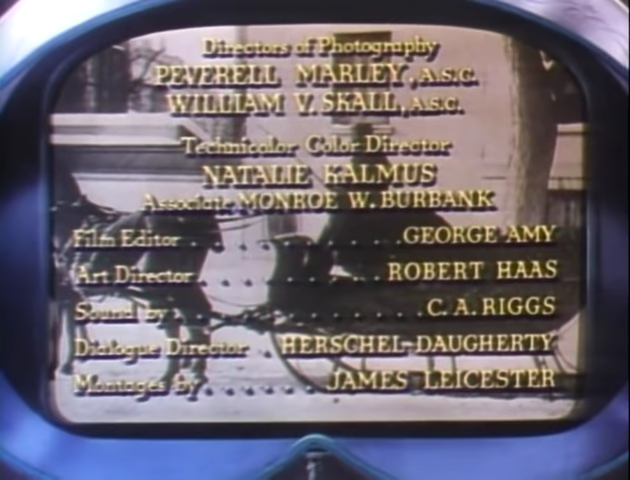 Directors of Photography
PEVERELL MARLEY, A.S.C.
WILLIAM V. SKALL, A.S.C.
Technicolor Color Director
NATALIE KALMUS
Associate MONROE W. BURBANK
Film Editor . . . . . . . GEORGE AMY
Art Director . . . . . . . . ROBERT HAAS
Sound by . . . . . . . . . . . C. A. RIGGS
Dialogue Director . . HERSCHEL DAUGHERTY
Montages by . . . . . . . JAMES LEICESTER